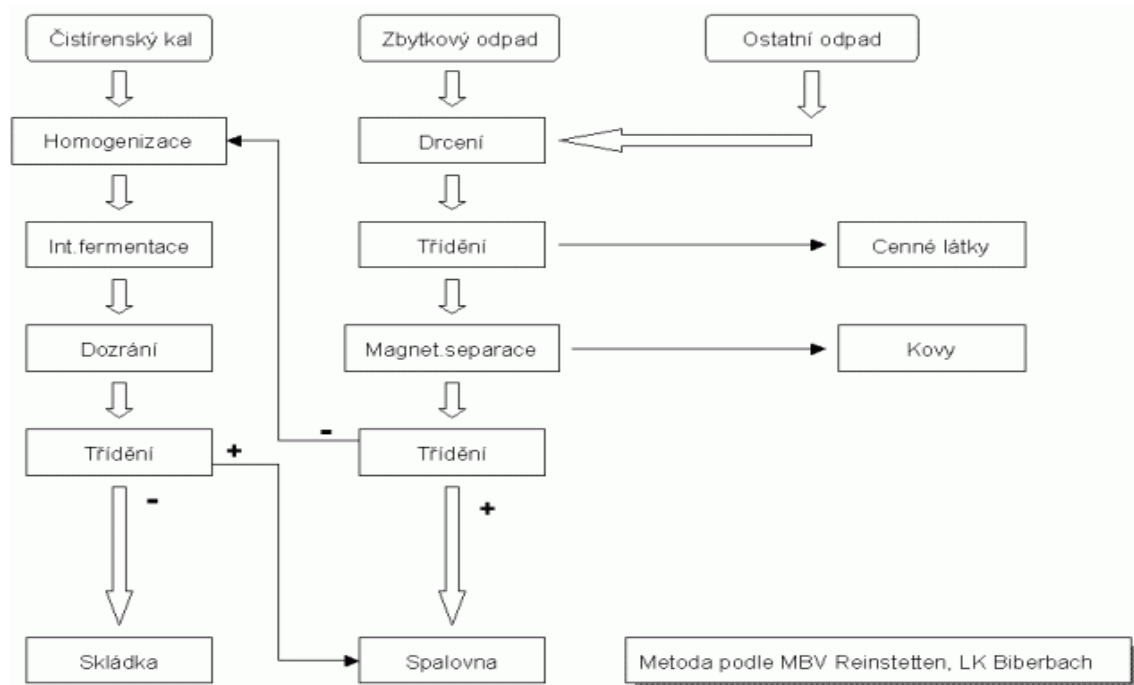 Čistírenský kal
Zbytkový odpad
Ostatní odpad
Homogenizace
Drcení
Int.fermentace
Třídění
Cenné látky
Dozrání
Magnet.separace
Kovy
-
Třídění
+
Třídění
-
+
Skládka
Spalovna
Metoda podle MBV Reinstetten, LK Biberbach